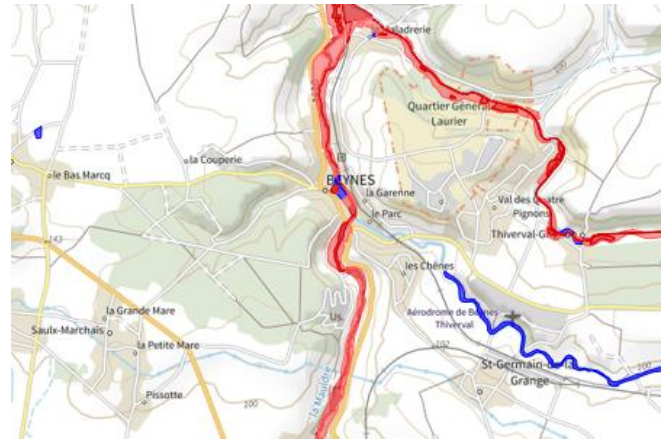 Maladrerie
Quartier Général
Laurier
la Couperie
le Bas Marcq
BEYNES
la Garenne
le Parc
Val des Quatre
Pignons
Thiverval-G
143
les Chênes
Aérodrome de Beynes
Thiverval
la Grande Mare
Us.
Saulx-Marchais
la Petite Mare
102
St-Germain-de-la
Grange
100
la Mauldre
Pissotte
100